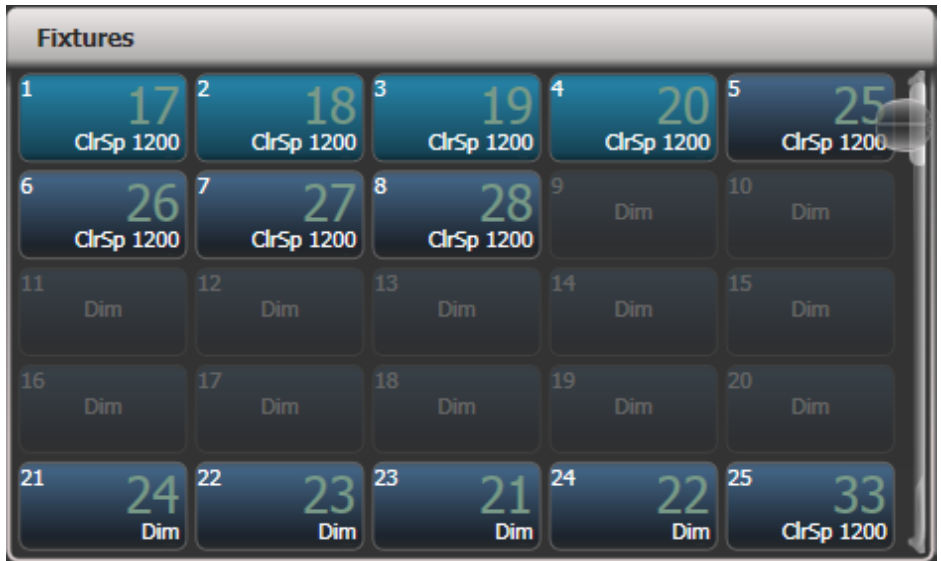 Fixtures
1 17 2 18 3 19 4 20 5 25
ClrSp 1200 ClrSp 1200 ClrSp 1200 ClrSp 1200 ClrSp 1200
6 26 7 27 8 28 9 10
Dim Dim
ClrSp 1200 ClrSp 1200 ClrSp 1200
11 12 13 14 15
Dim Dim Dim Dim Dim
16 17 18 19 20
Dim Dim Dim Dim Dim
21 24 22 23 23 21 24 22 25 33
Dim Dim Dim Dim ClrSp 1200